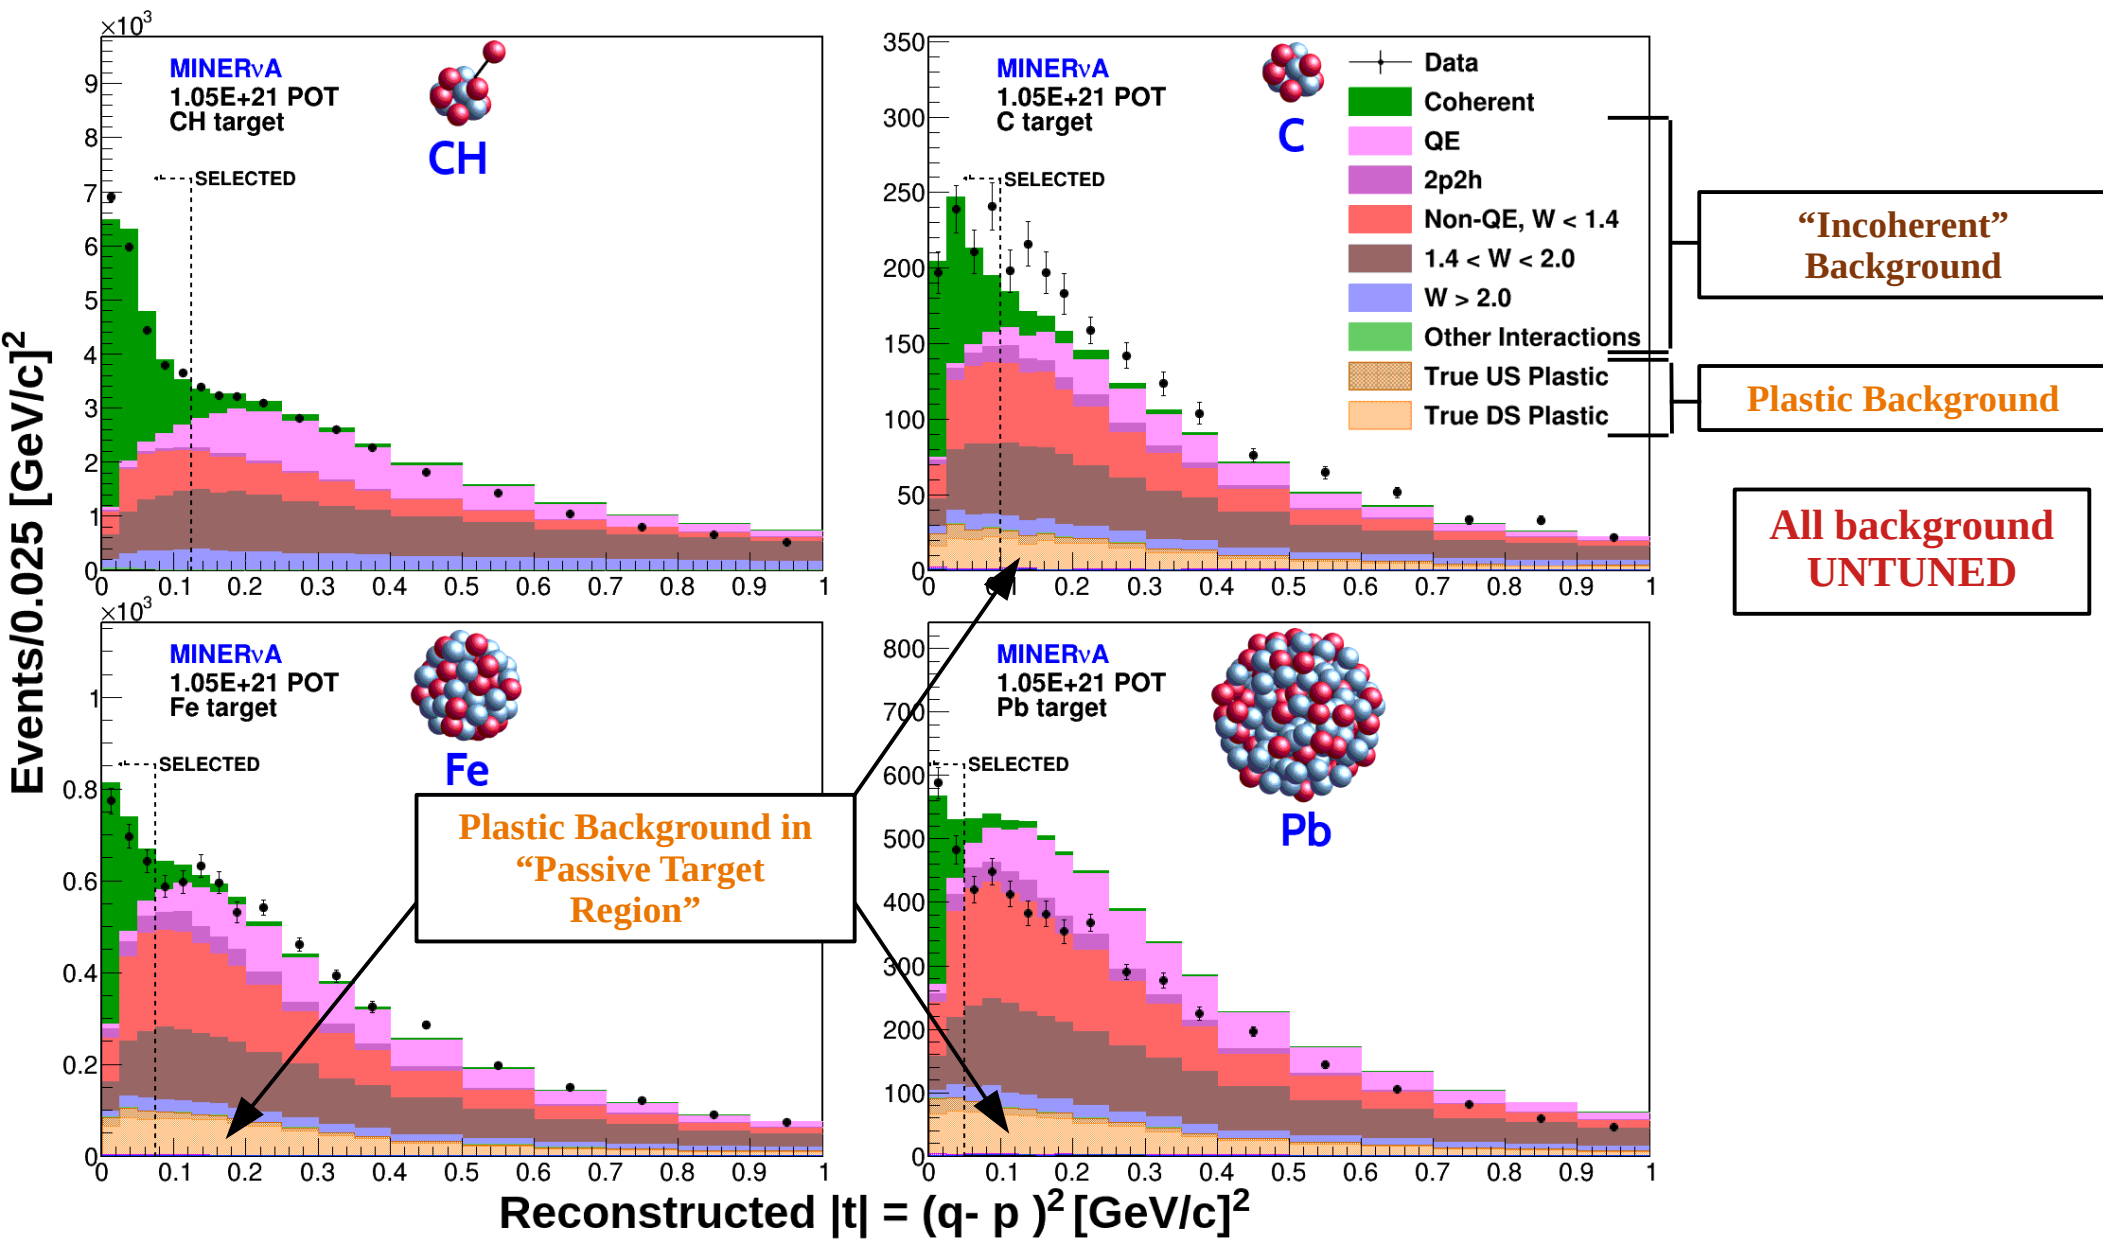 Events/0.025 [GeV/c]²
×10³
MINERνA
1.05E+21 POT
CH target
CH
SELECTED
9
8
7
6
5
4
3
2
1
0
0 0.1 0.2 0.3 0.4 0.5 0.6 0.7 0.8 0.9 1
MINERνA
1.05E+21 POT
C target
C
SELECTED
350
300
250
200
150
100
50
0
0 0.1 0.2 0.3 0.4 0.5 0.6 0.7 0.8 0.9 1
Data
Coherent
QE
2p2h
Non-QE, W < 1.4
1.4 < W < 2.0
W > 2.0
Other Interactions
True US Plastic
True DS Plastic
“Incoherent”
Background
Plastic Background
All background
UNTUNED
×10³
MINERνA
1.05E+21 POT
Fe target
Fe
SELECTED
1
0.8
0.6
0.4
0.2
0
0 0.1 0.2 0.3 0.4 0.5 0.6 0.7 0.8 0.9 1
Plastic Background in
“Passive Target
Region”
MINERνA
1.05E+21 POT
Pb target
Pb
SELECTED
800
700
600
500
400
300
200
100
0
0 0.1 0.2 0.3 0.4 0.5 0.6 0.7 0.8 0.9 1
Reconstructed |t| = (q- p )² [GeV/c]²